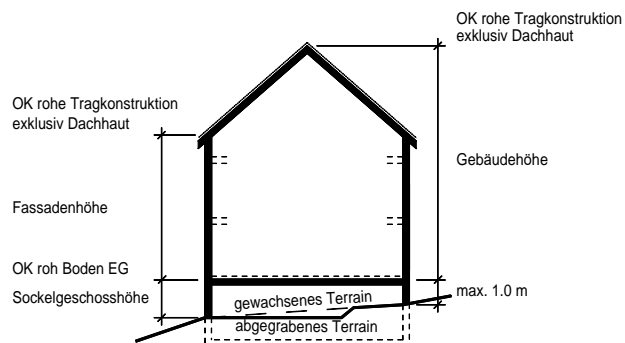 OK rohe Tragkonstruktion
exklusiv Dachhaut
OK rohe Tragkonstruktion
exklusiv Dachhaut
Gebäudehöhe
Fassadenhöhe
OK roh Boden EG
Sockelgeschosshöhe
gewachsenes Terrain
max. 1.0 m
abgegrabenes Terrain